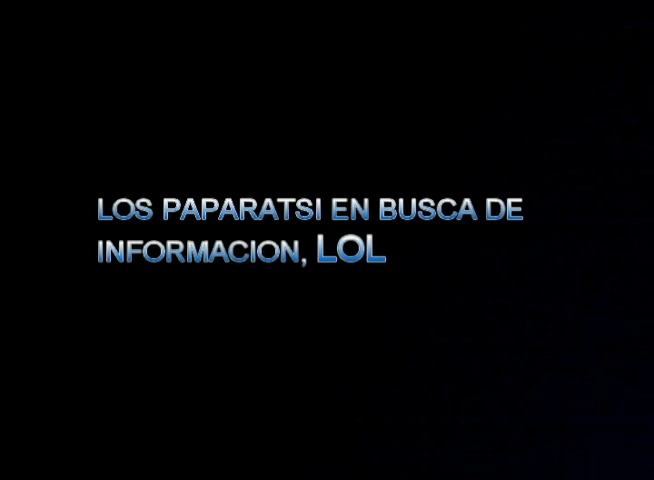 LOS PAPARATSI EN BUSCA DE
INFORMACION, LOL